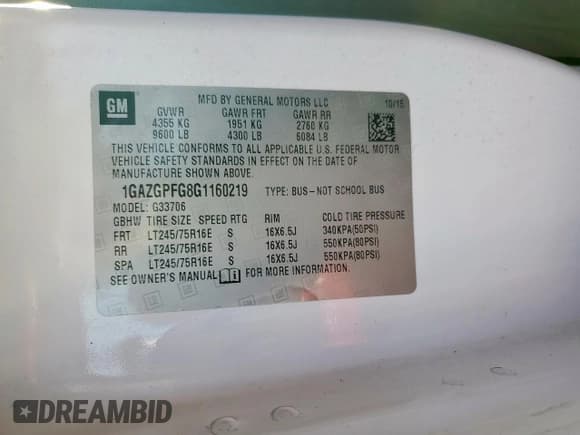 GM
MFD BY GENERAL MOTORS LLC 10/15
GVWR GAWR FRT GAWR RR
4355 KG 1951 KG 2760 KG
9600 LB 4300 LB 6084 LB
THIS VEHICLE CONFORMS TO ALL APPLICABLE U.S. FEDERAL MOTOR
VEHICLE SAFETY STANDARDS IN EFFECT ON THE DATE OF
MANUFACTURE SHOWN ABOVE.
1GAZGPFG8G1160219 TYPE: BUS–NOT SCHOOL BUS
MODEL: G33706
GBHW TIRE SIZE SPEED RTG RIM COLD TIRE PRESSURE
FRT LT245/75R16E S 16X6.5J 340KPA(50PSI)
RR LT245/75R16E S 16X6.5J 550KPA(80PSI)
SPA LT245/75R16E S 16X6.5J 550KPA(80PSI)
SEE OWNER'S MANUAL FOR MORE INFORMATION.
DREAMBID